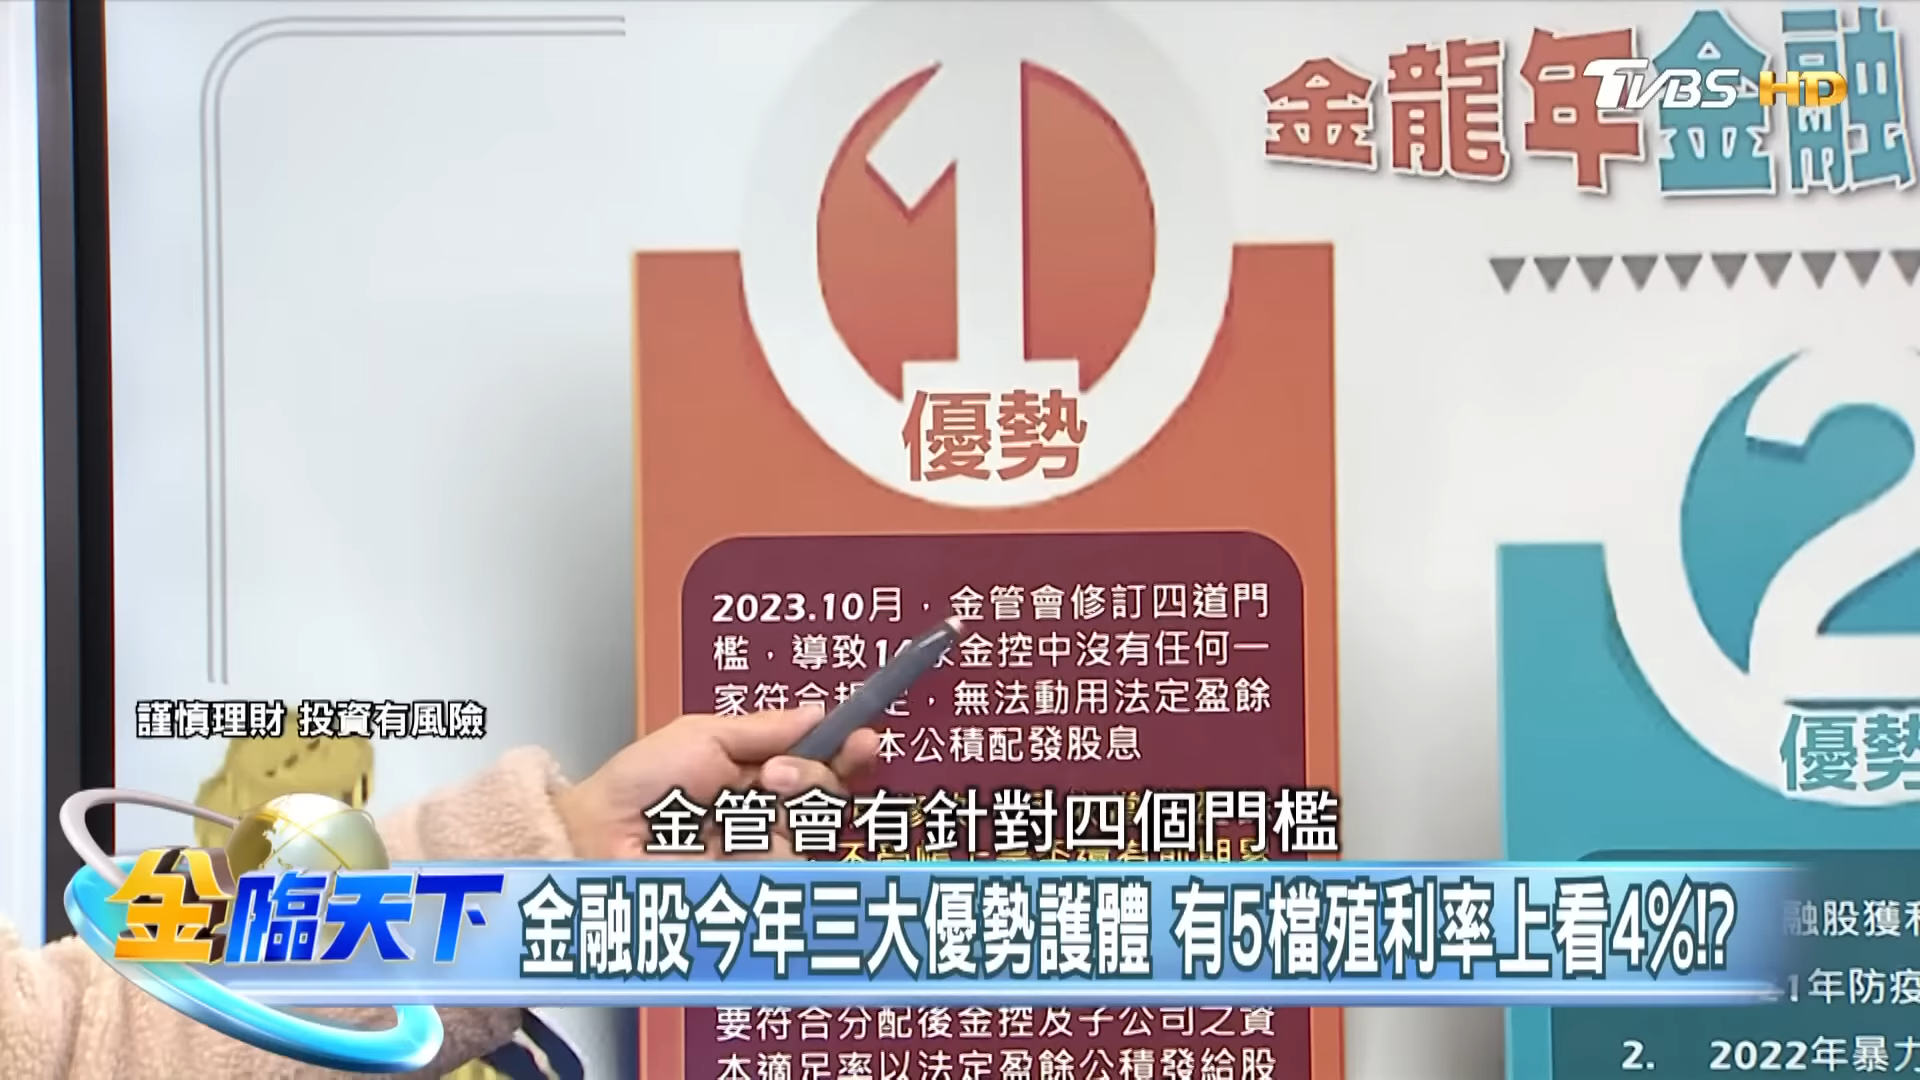 金龍年金融
TVBS HD
1
優勢
2023.10月，金管會修訂四道門
檻，導致14家金控中沒有任何一
家符合規定，無法動用法定盈餘
本公積配發股息
2
優勢
謹慎理財 投資有風險
金管會有針對四個門檻
金臨天下
金融股今年三大優勢護體 有5檔殖利率上看4%!?
要符合分配後金控及子公司之資
本適足率以法定盈餘公積發給股
融股獲利
1年防疫
2. 2022年暴力